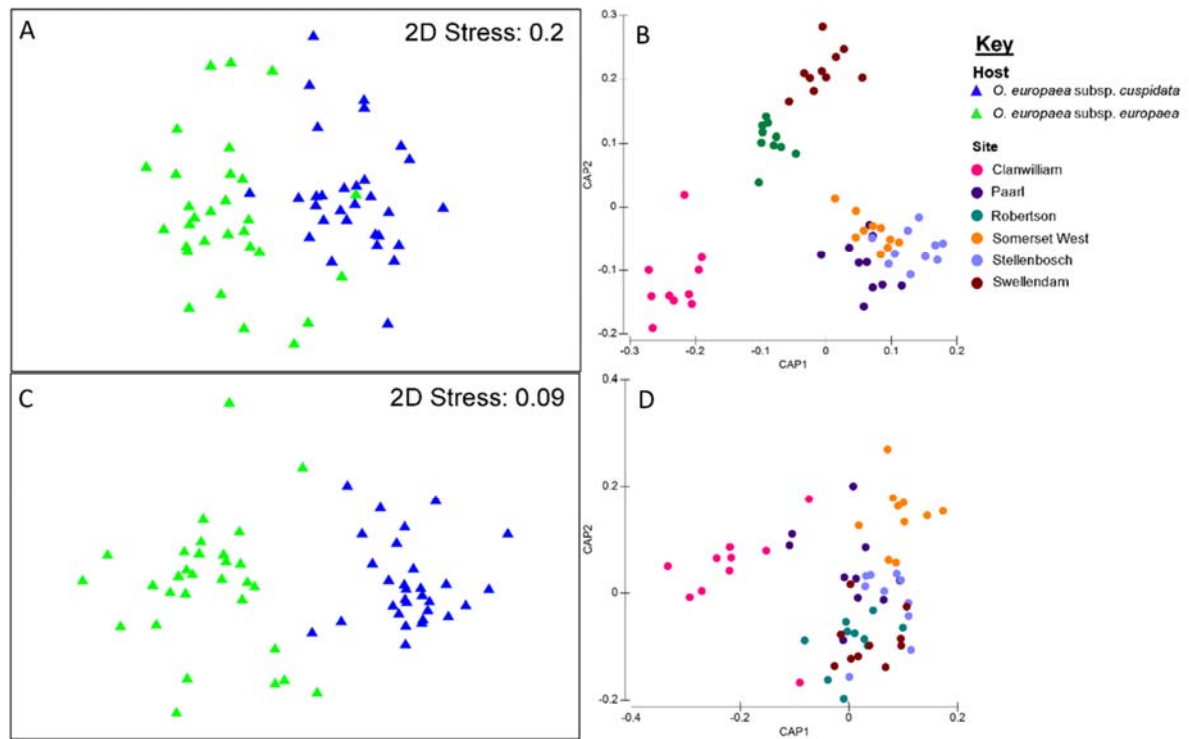 A
2D Stress: 0.2
B
0.3
0.2
0.1
0
-0.1
-0.2
CAP2
-0.3
-0.2
-0.1
0
0.1
0.2
CAP1
Key
Host
O. europaea subsp. cuspidata
O. europaea subsp. europaea
Site
Clanwilliam
Paarl
Robertson
Somerset West
Stellenbosch
Swellendam
C
2D Stress: 0.09
D
0.4
0.2
0
-0.2
CAP2
-0.4
-0.2
0
0.2
CAP1